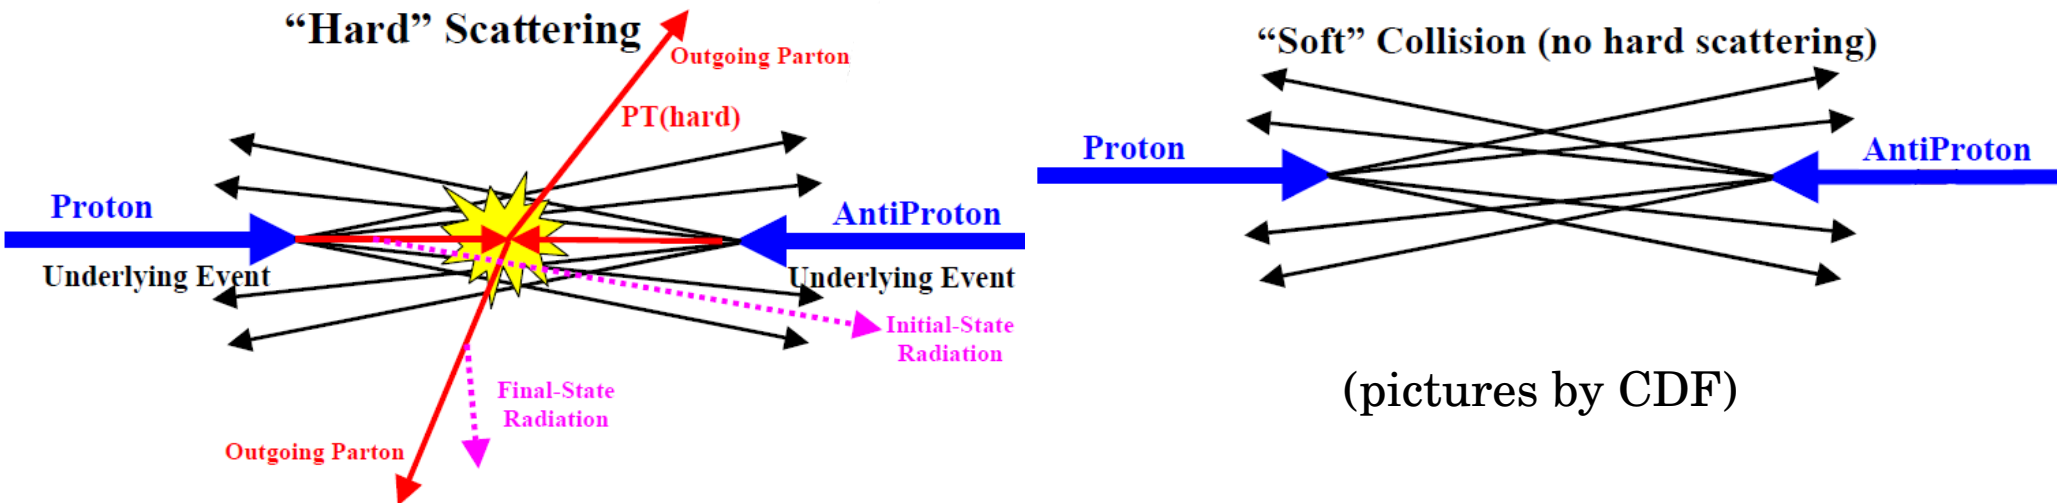 “Hard” Scattering
Outgoing Parton
PT(hard)
Proton
AntiProton
Underlying Event
Underlying Event
Initial-State
Radiation
Final-State
Radiation
Outgoing Parton
“Soft” Collision (no hard scattering)
Proton
AntiProton
(pictures by CDF)